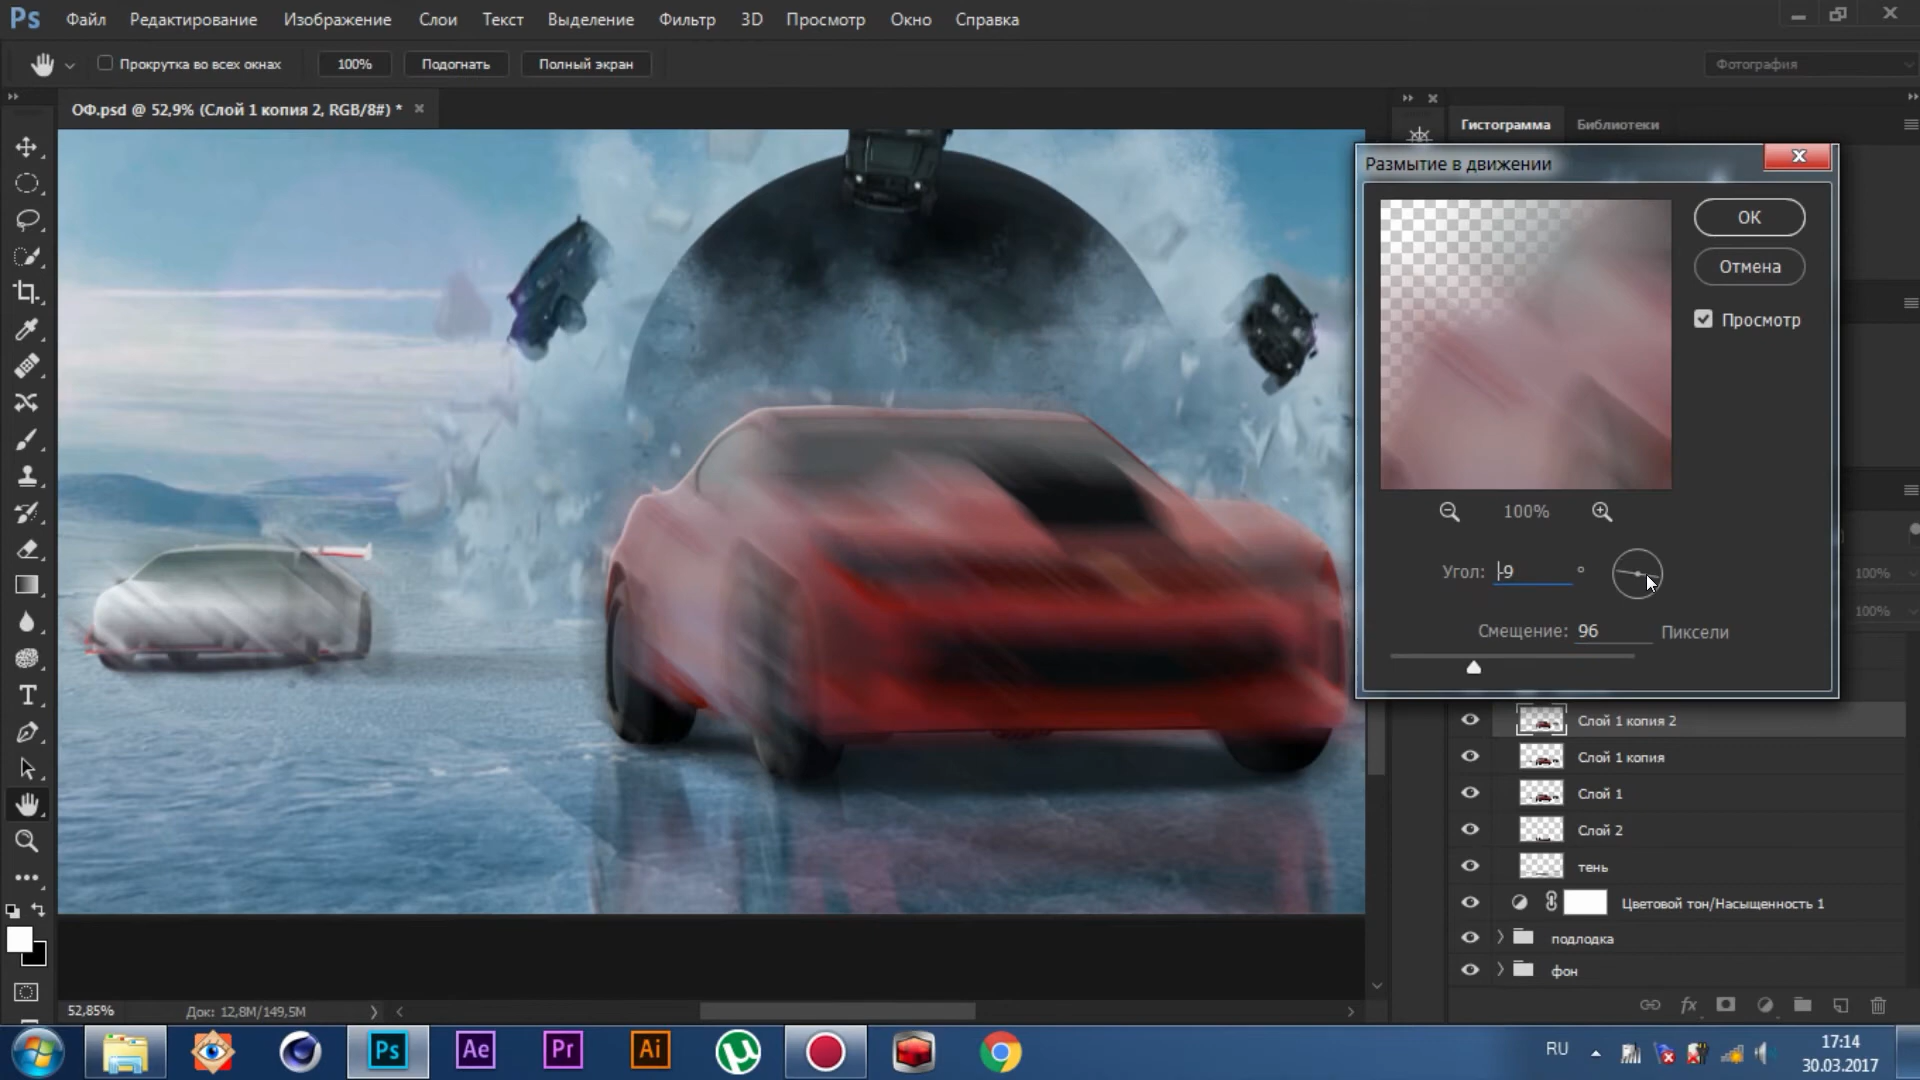 Ps Файл Редактирование Изображение Слои Текст Выделение Фильтр 3D Просмотр Окно Справка
Прокрутка во всех окнах 100% Подогнать Полный экран Фотография
ОФ.psd @ 52,9% (Слой 1 копия 2, RGB/8#) *
Гистограмма Библиотеки
Размытие в движении
OK
Отмена
Просмотр
100%
Угол: -9 °
Смещение: 96 Пиксели
100%
100%
Слой 1 копия 2
Слой 1 копия
Слой 1
Слой 2
тень
Цветовой тон/Насыщенность 1
подлодка
фон
fx
T
52,85% Док: 12,8M/149,5M
Ps Ae Pr Ai
RU
17:14
30.03.2017